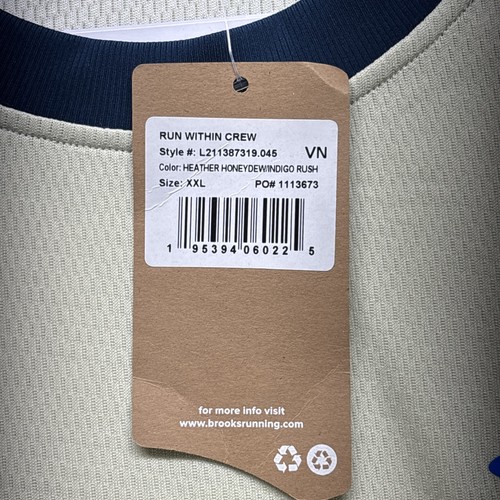 RUN WITHIN CREW
Style #: L211387319.045 VN
Color: HEATHER HONEYDEW/INDIGO RUSH
Size: XXL PO# 1113673
1 95394 06022 5
for more info visit
www.brooksrunning.com